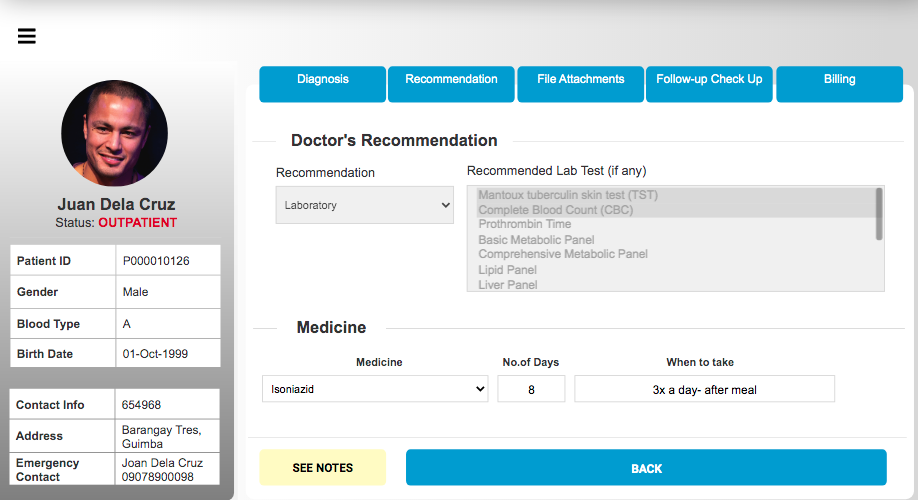 Diagnosis
Recommendation
File Attachments
Follow-up Check Up
Billing
Juan Dela Cruz
Status: OUTPATIENT
Patient ID P000010126
Gender Male
Blood Type A
Birth Date 01-Oct-1999
Contact Info 654968
Address Barangay Tres,
Guimba
Emergency Contact Joan Dela Cruz
09078900098
Doctor's Recommendation
Recommendation
Laboratory
Recommended Lab Test (if any)
Mantoux tuberculin skin test (TST)
Complete Blood Count (CBC)
Prothrombin Time
Basic Metabolic Panel
Comprehensive Metabolic Panel
Lipid Panel
Liver Panel
Medicine
Medicine No.of Days When to take
Isoniazid 8 3x a day- after meal
SEE NOTES
BACK